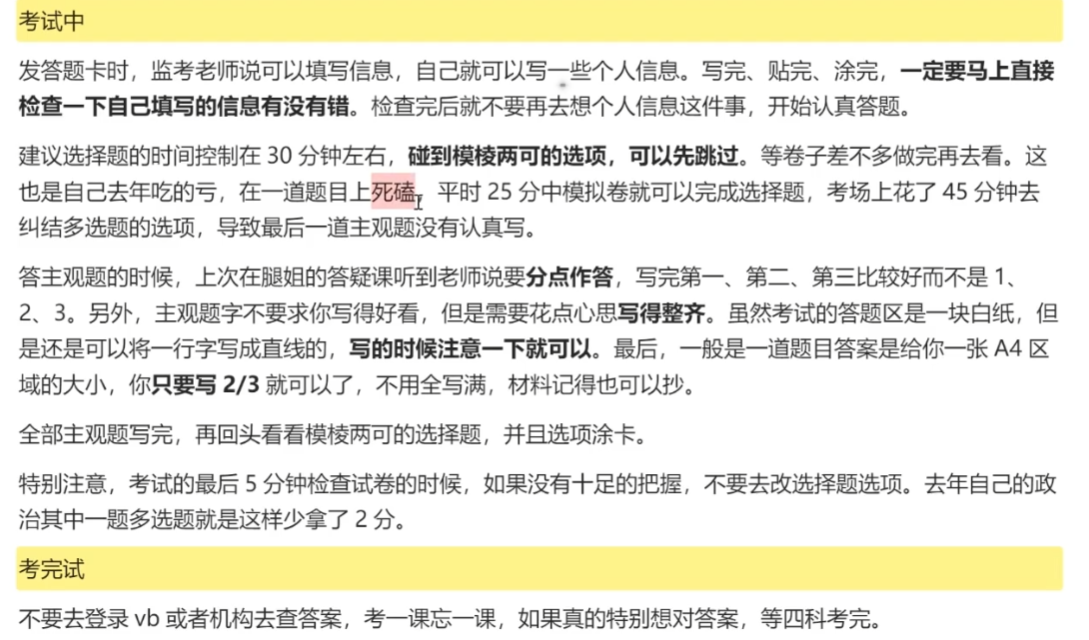 考试中
发答题卡时，监考老师说可以填写信息，自己就可以写一些个人信息。写完、贴完、涂完，一定要马上直接
检查一下自己填写的信息有没有错。检查完后就不要再去想个人信息这件事，开始认真答题。
建议选择题的时间控制在 30 分钟左右，碰到模棱两可的选项，可以先跳过。等卷子差不多做完再去看。这
也是自己去年吃的亏，在一道题目上死磕，平时 25 分中模拟卷就可以完成选择题，考场上花了 45 分钟去
纠结多选题的选项，导致最后一道主观题没有认真写。
答主观题的时候，上次在腿姐的答疑课听到老师说要分点作答，写完第一、第二、第三比较好而不是 1、
2、3。另外，主观题字不要求你写得好看，但是需要花点心思写得整齐。虽然考试的答题区是一块白纸，但
是还是可以将一行字写成直线的，写的时候注意一下就可以。最后，一般是一道题目答案是给你一张 A4 区
域的大小，你只要写 2/3 就可以了，不用全写满，材料记得也可以抄。
全部主观题写完，再回头看看模棱两可的选择题，并且选项涂卡。
特别注意，考试的最后 5 分钟检查试卷的时候，如果没有十足的把握，不要去改选择题选项。去年自己的政
治其中一题多选题就是这样少拿了 2 分。
考完试
不要去登录 vb 或者机构去查答案，考一课忘一课，如果真的特别想对答案，等四科考完。